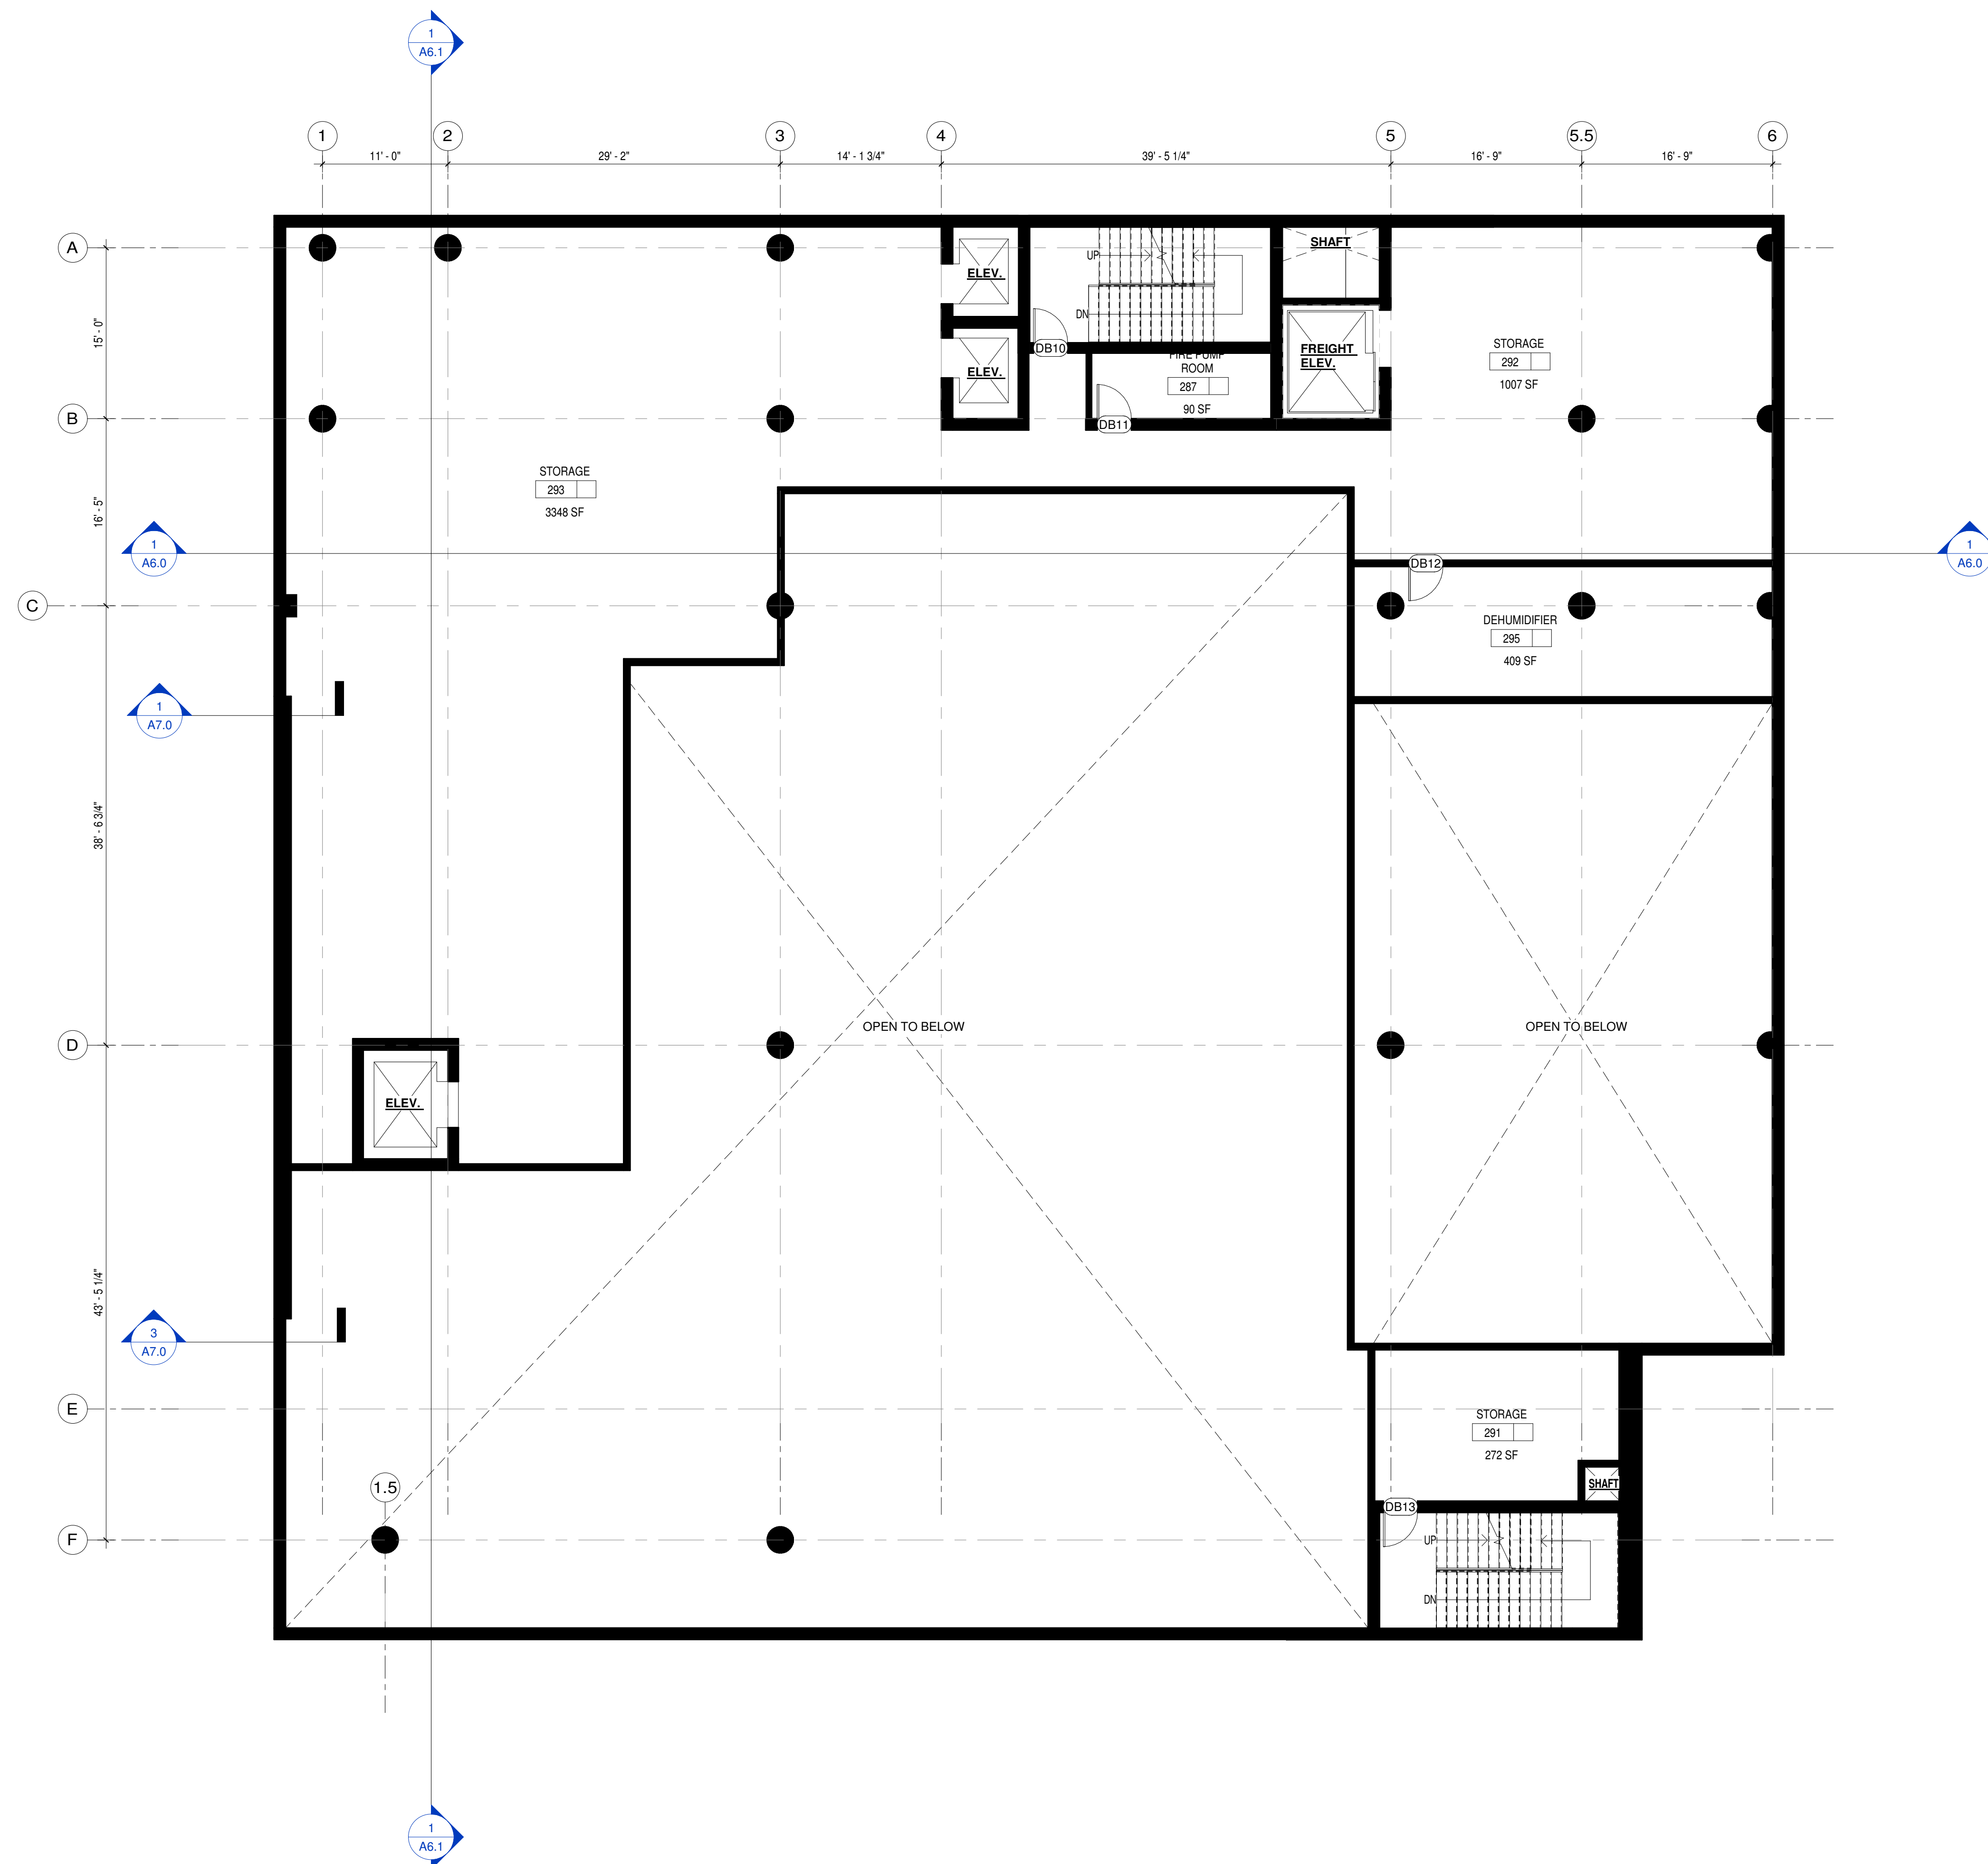 1
A6.1
1
2
3
4
5
5.5
6
11' - 0"
29' - 2"
14' - 1 3/4"
39' - 5 1/4"
16' - 9"
16' - 9"
A
SHAFT
UP
ELEV.
DN
15' - 0"
STORAGE
292
1007 SF
FREIGHT
ELEV.
DB10
FIRE PUMP
ROOM
287
90 SF
ELEV.
B
DB11
STORAGE
293
3348 SF
16' - 5"
1
A6.0
1
A6.0
DB12
C
DEHUMIDIFIER
295
409 SF
1
A7.0
38' - 6 3/4"
OPEN TO BELOW
OPEN TO BELOW
D
ELEV.
43' - 5 1/4"
3
A7.0
E
STORAGE
291
272 SF
1.5
SHAFT
DB13
F
UP
DN
1
A6.1